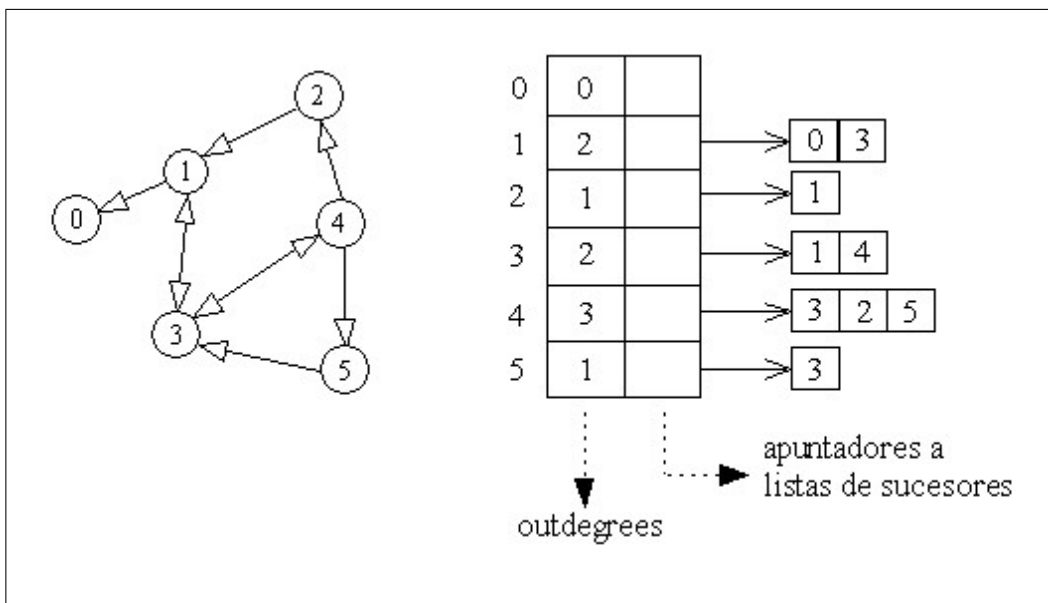 2
1
0
4
3
5
0 0
1 2 0 3
2 1 1
3 2 1 4
4 3 3 2 5
5 1 3
apuntadores a
listas de sucesores
outdegrees